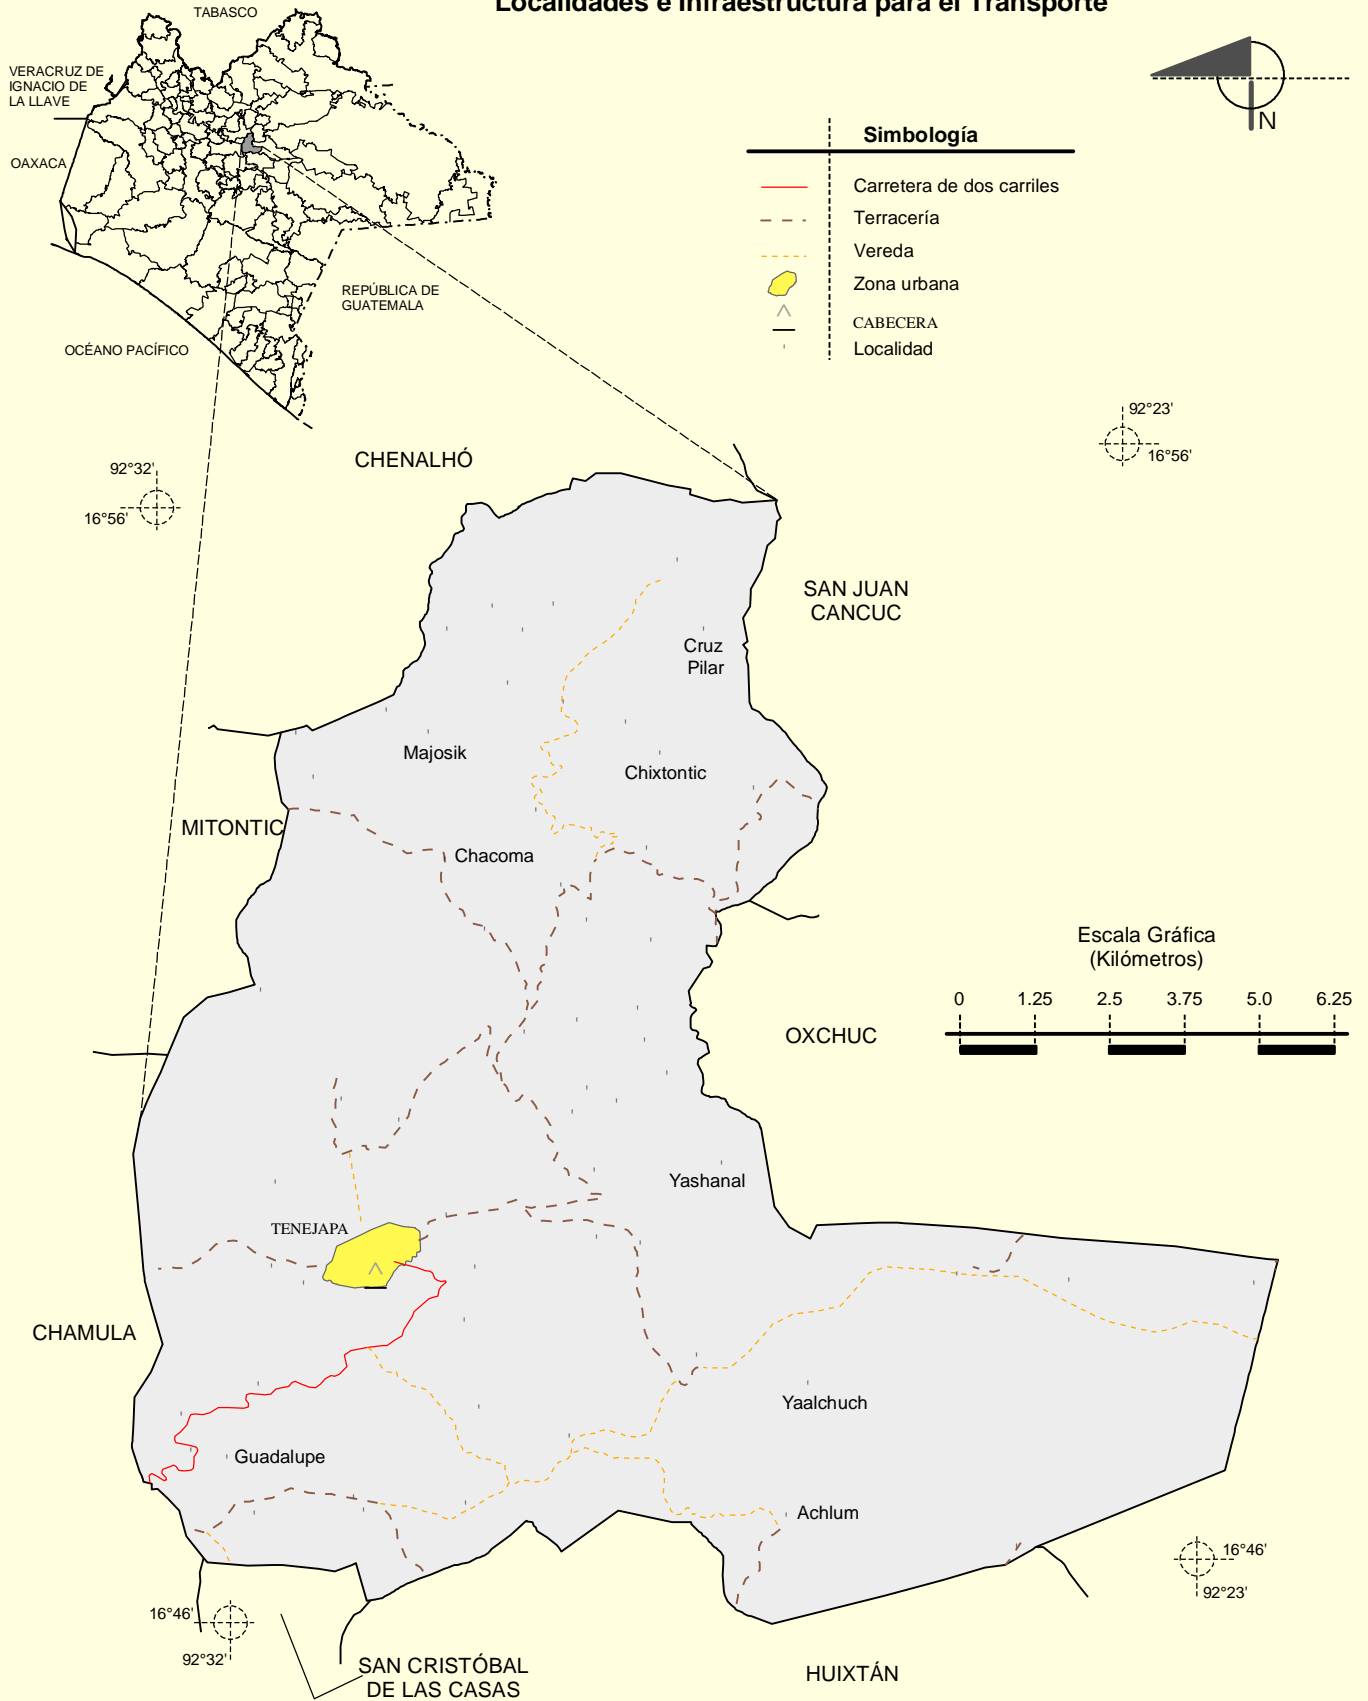 Localidades e Infraestructura para el Transporte
TABASCO
VERACRUZ DE
IGNACIO DE
LA LLAVE
OAXACA
REPÚBLICA DE
GUATEMALA
OCÉANO PACÍFICO
N
Simbología
Carretera de dos carriles
Terracería
Vereda
Zona urbana
CABECERA
Localidad
92°23'
16°56'
92°32'
16°56'
CHENALHÓ
SAN JUAN
CANCUC
Cruz
Pilar
Majosik
Chixtontic
MITONTIC
Chacoma
Escala Gráfica
(Kilómetros)
0 1.25 2.5 3.75 5.0 6.25
OXCHUC
Yashanal
TENEJAPA
CHAMULA
Yaalchuch
Guadalupe
Achlum
16°46'
92°23'
16°46'
92°32'
SAN CRISTÓBAL
DE LAS CASAS
HUIXTÁN